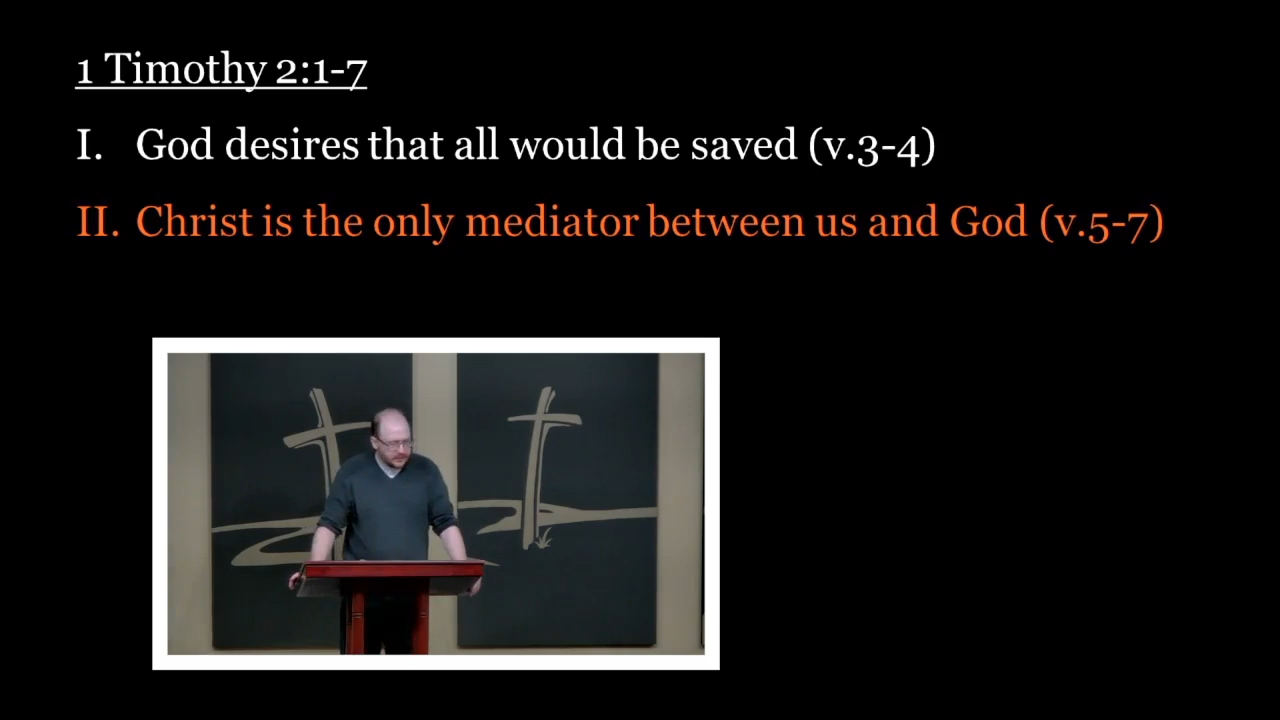 1 Timothy 2:1-7
I. God desires that all would be saved (v.3-4)
II. Christ is the only mediator between us and God (v.5-7)